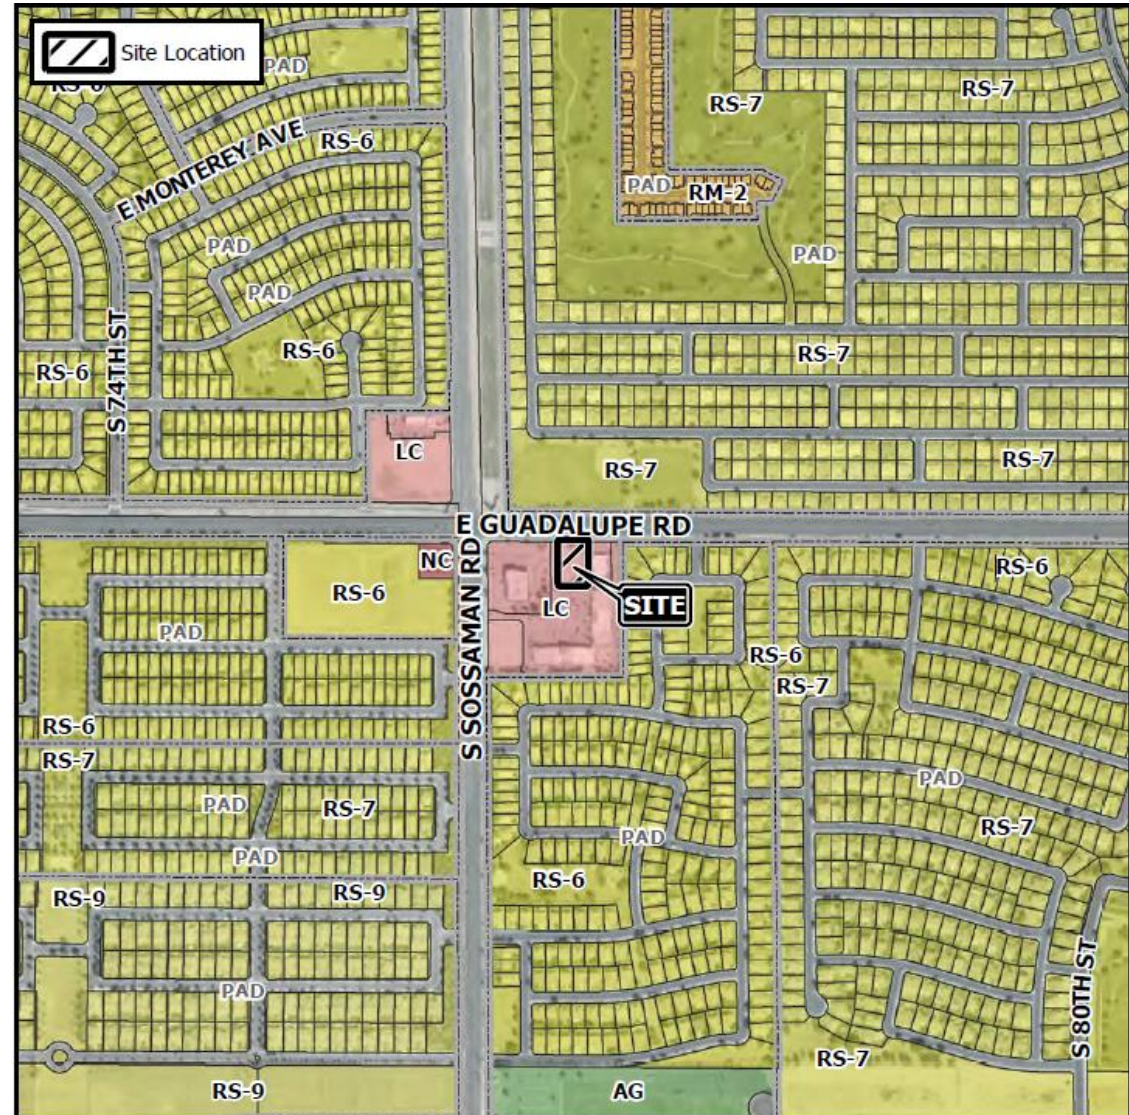 Site Location
PAD
RS-6
RS-7
RS-7
RS-6
E MONTEREY AVE
PAD
RM-2
PAD
PAD
PAD
S 74TH ST
RS-6
RS-6
RS-7
LC
RS-7
RS-7
E GUADALUPE RD
NC
S SOSSAMAN RD
RS-6
LC
SITE
RS-6
PAD
RS-6
RS-7
RS-6
RS-7
PAD
PAD
RS-7
PAD
RS-7
PAD
PAD
RS-9
RS-9
RS-6
S 80TH ST
PAD
RS-7
RS-9
AG